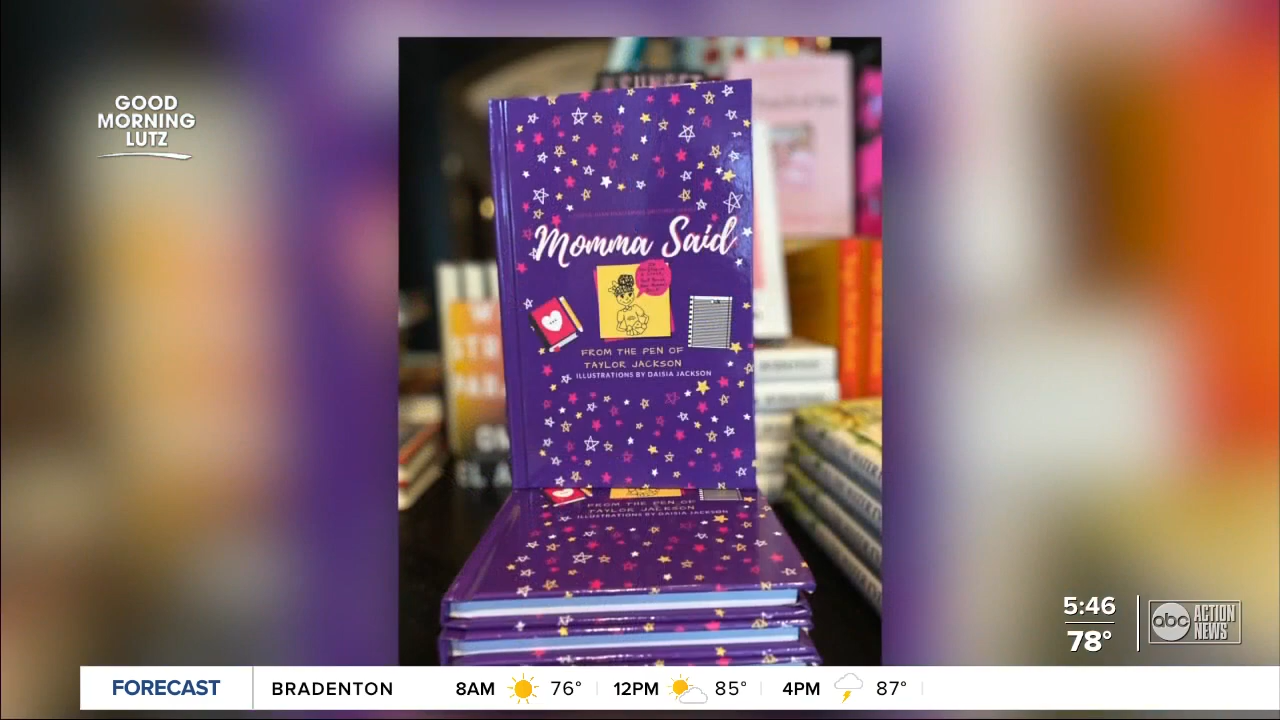 GOOD
MORNING
LUTZ
SUNSET
Momma Said
FROM THE PEN OF
TAYLOR JACKSON
ILLUSTRATIONS BY DAISIA JACKSON
FROM THE PEN OF
TAYLOR JACKSON
ILLUSTRATIONS BY DAISIA JACKSON
5:46
78°
abc
ACTION
NEWS
FORECAST
BRADENTON
8AM 76°
12PM 85°
4PM 87°